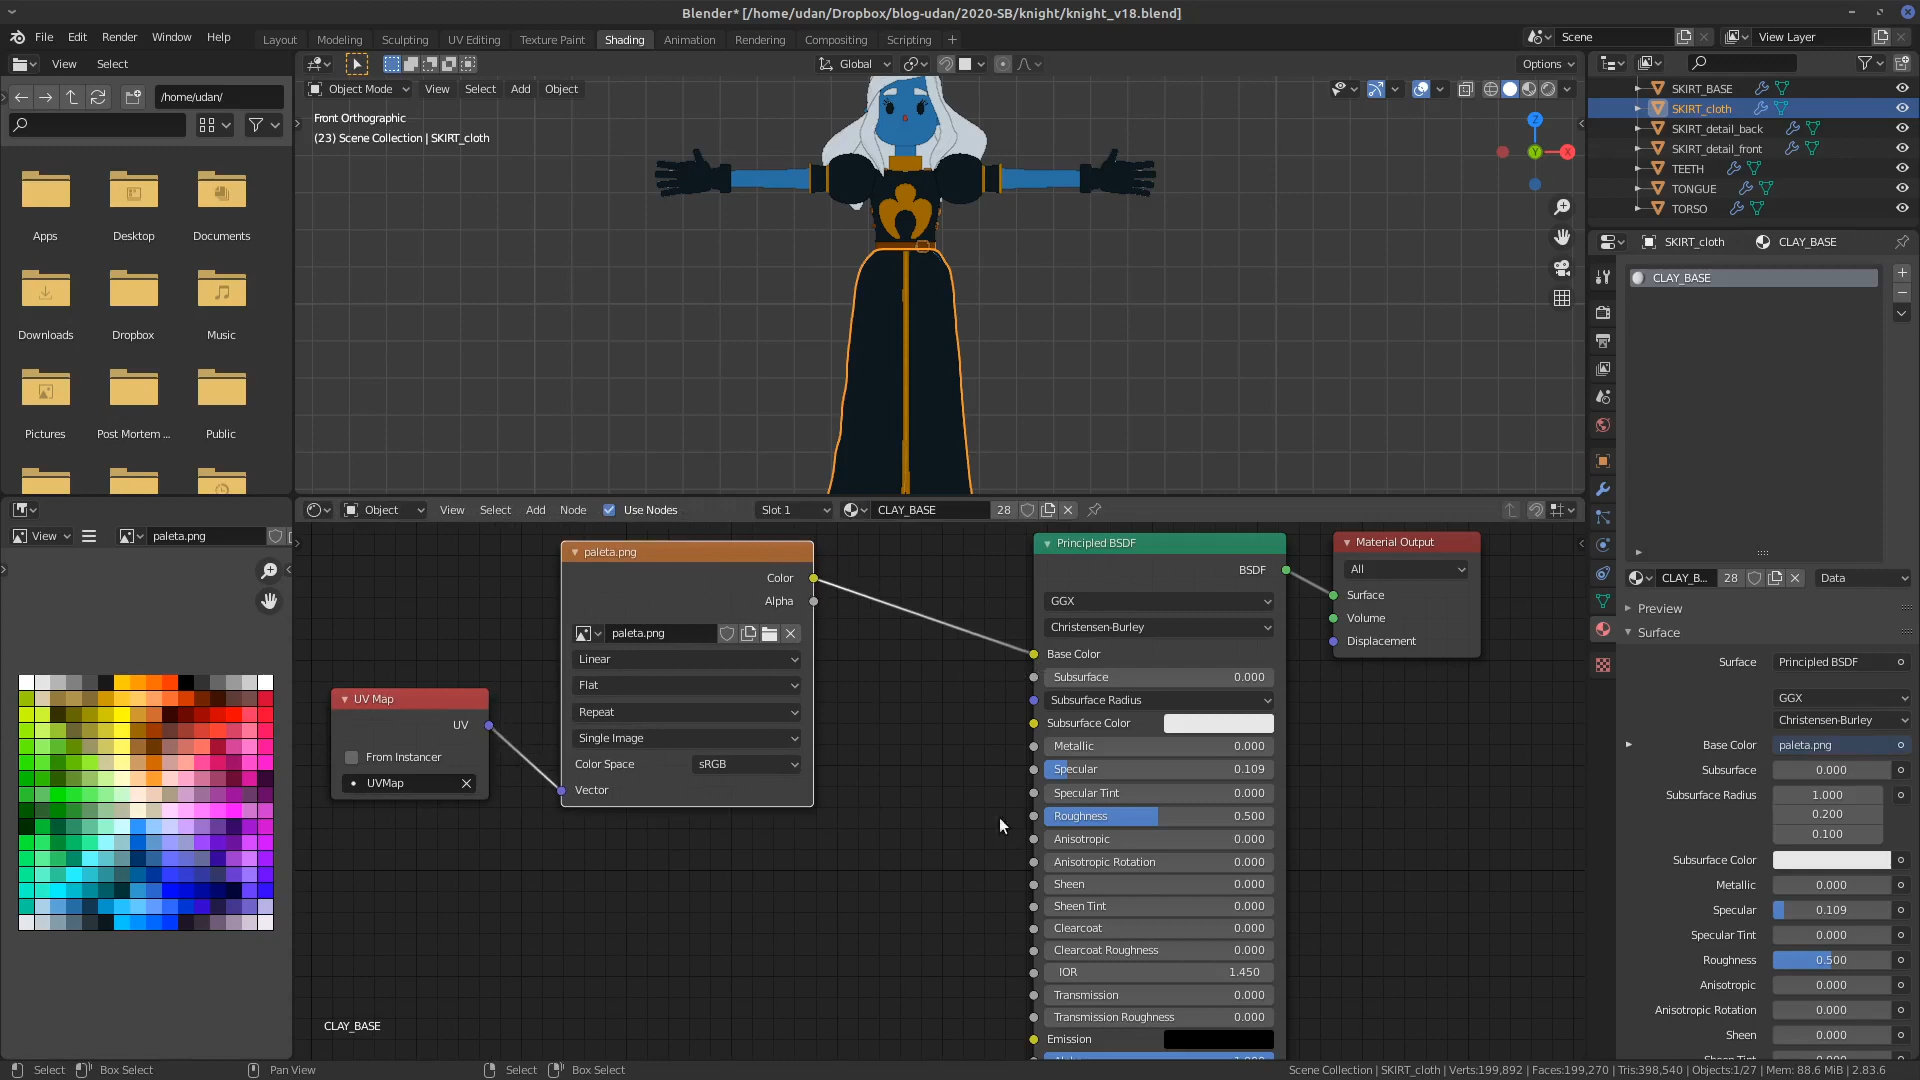 Blender* [/home/udan/Dropbox/blog-udan/2020-SB/knight/knight_v18.blend]
File Edit Render Window Help
Layout Modeling Sculpting UV Editing Texture Paint Shading Animation Rendering Compositing Scripting +
Scene
View Layer
View Select
Global
Options
/home/udan/
Object Mode View Select Add Object
Front Orthographic
(23) Scene Collection | SKIRT_cloth
Z
Y
X
Apps Desktop Documents
Downloads Dropbox Music
Pictures Post Mortem ... Public
SKIRT_BASE
SKIRT_cloth
SKIRT_detail_back
SKIRT_detail_front
TEETH
TONGUE
TORSO
SKIRT_cloth CLAY_BASE
CLAY_BASE
CLAY_B... 28 Data
Preview
Surface
Surface Principled BSDF
GGX
Christensen-Burley
Base Color paleta.png
Subsurface 0.000
Subsurface Radius 1.000
0.200
0.100
Subsurface Color
Metallic 0.000
Specular 0.109
Specular Tint 0.000
Roughness 0.500
Anisotropic 0.000
Anisotropic Rotation 0.000
Sheen 0.000
View paleta.png
Object View Select Add Node Use Nodes Slot 1 CLAY_BASE 28
UV Map
UV
From Instancer
UVMap
paleta.png
Color
Alpha
paleta.png
Linear
Flat
Repeat
Single Image
Color Space sRGB
Vector
Principled BSDF
BSDF
GGX
Christensen-Burley
Base Color
Subsurface 0.000
Subsurface Radius
Subsurface Color
Metallic 0.000
Specular 0.109
Specular Tint 0.000
Roughness 0.500
Anisotropic 0.000
Anisotropic Rotation 0.000
Sheen 0.000
Sheen Tint 0.000
Clearcoat 0.000
Clearcoat Roughness 0.000
IOR 1.450
Transmission 0.000
Transmission Roughness 0.000
Emission
Material Output
All
Surface
Volume
Displacement
CLAY_BASE
Select Box Select Pan View Select Box Select
Scene Collection | SKIRT_cloth | Verts:199,892 | Faces:199,270 | Tris:398,540 | Objects:1/27 | Mem: 88.6 MiB | 2.83.6